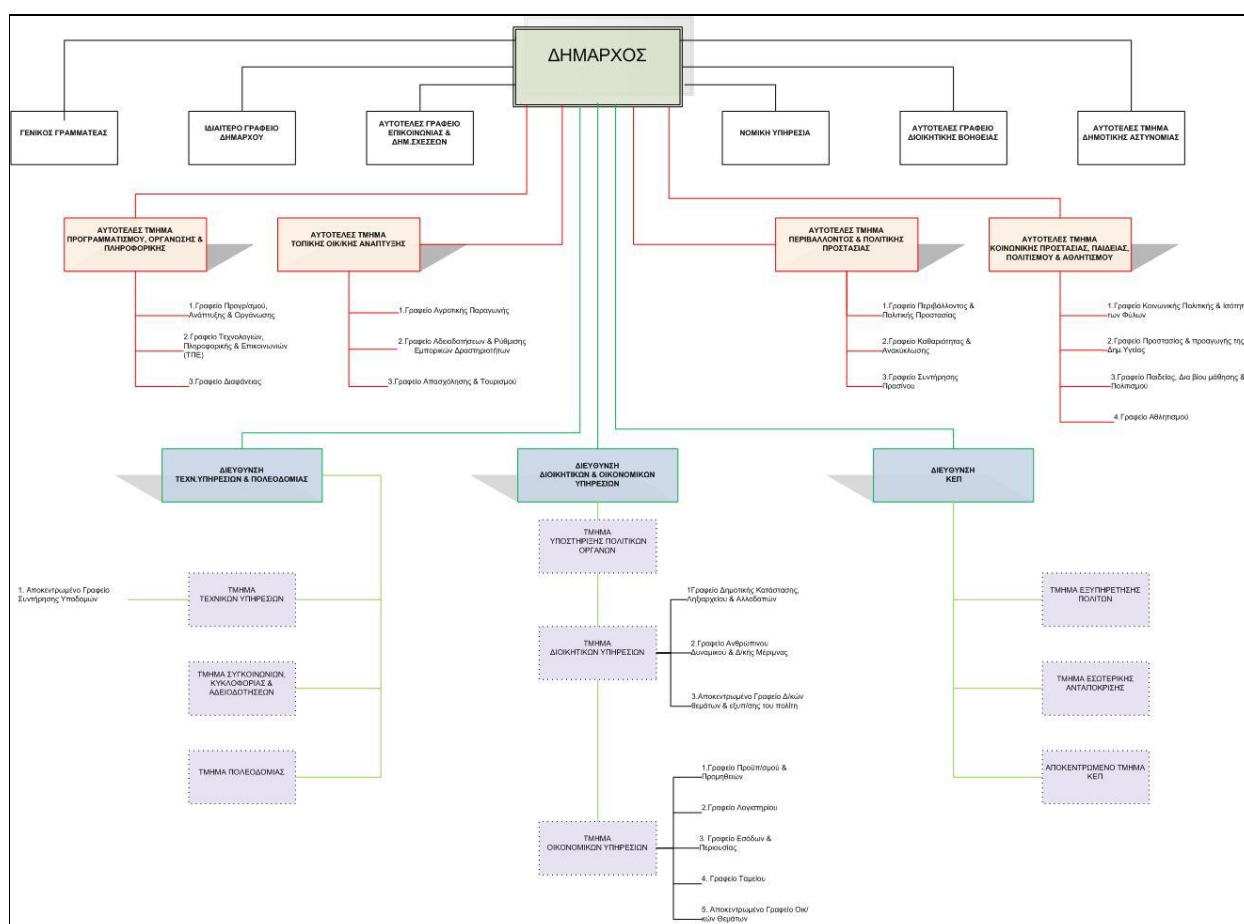 ΔΗΜΑΡΧΟΣ
ΓΕΝΙΚΟΣ ΓΡΑΜΜΑΤΕΑΣ
ΙΔΙΑΙΤΕΡΟ ΓΡΑΦΕΙΟ
ΔΗΜΑΡΧΟΥ
ΑΥΤΟΤΕΛΕΣ ΓΡΑΦΕΙΟ
ΕΠΙΚΟΙΝΩΝΙΑΣ &
ΔΗΜ.ΣΧΕΣΕΩΝ
ΝΟΜΙΚΗ ΥΠΗΡΕΣΙΑ
ΑΥΤΟΤΕΛΕΣ ΓΡΑΦΕΙΟ
ΔΙΟΙΚΗΤΙΚΗΣ ΒΟΗΘΕΙΑΣ
ΑΥΤΟΤΕΛΕΣ ΤΜΗΜΑ
ΔΗΜΟΤΙΚΗΣ ΑΣΤΥΝΟΜΙΑΣ
ΑΥΤΟΤΕΛΕΣ ΤΜΗΜΑ
ΠΡΟΓΡΑΜΜΑΤΙΣΜΟΥ, ΟΡΓΑΝΩΣΗΣ &
ΠΛΗΡΟΦΟΡΙΚΗΣ
ΑΥΤΟΤΕΛΕΣ ΤΜΗΜΑ
ΤΟΠΙΚΗΣ ΟΙΚ/ΚΗΣ ΑΝΑΠΤΥΞΗΣ
ΑΥΤΟΤΕΛΕΣ ΤΜΗΜΑ
ΠΕΡΙΒΑΛΛΟΝΤΟΣ & ΠΟΛΙΤΙΚΗΣ
ΠΡΟΣΤΑΣΙΑΣ
ΑΥΤΟΤΕΛΕΣ ΤΜΗΜΑ
ΚΟΙΝΩΝΙΚΗΣ ΠΡΟΣΤΑΣΙΑΣ, ΠΑΙΔΕΙΑΣ,
ΠΟΛΙΤΙΣΜΟΥ & ΑΘΛΗΤΙΣΜΟΥ
1.Γραφείο Προγρ/σμού,
Ανάπτυξης & Οργάνωσης
2.Γραφείο Τεχνολογιών,
Πληροφορικής & Επικοινωνιών
(ΤΠΕ)
3.Γραφείο Διαφάνειας
1.Γραφείο Αγροτικής Παραγωγής
2.Γραφείο Αδειαδοτήσεων & Ρύθμισης
Εμπορικών Δραστηριοτήτων
3.Γραφείο Απασχόλησης & Τουρισμού
1.Γραφείο Περιβάλλοντος &
Πολιτικής Προστασίας
2.Γραφείο Καθαριότητας &
Ανακύκλωσης
3.Γραφείο Συντήρησης
Πρασίνου
1.Γραφείο Κοινωνικής Πολιτικής & Ισότητ
των Φύλων
2.Γραφείο Προστασίας & προαγωγής της
Δημ.Υγείας
3.Γραφείο Παιδείας, Δια βίου μάθησης &
Πολιτισμού
4.Γραφείο Αθλητισμού
ΔΙΕΥΘΥΝΣΗ
ΤΕΧΝ.ΥΠΗΡΕΣΙΩΝ & ΠΟΛΕΟΔΟΜΙΑΣ
ΔΙΕΥΘΥΝΣΗ
ΔΙΟΙΚΗΤΙΚΩΝ & ΟΙΚΟΝΟΜΙΚΩΝ
ΥΠΗΡΕΣΙΩΝ
ΔΙΕΥΘΥΝΣΗ
ΚΕΠ
1. Αποκεντρωμένο Γραφείο
Συντήρησης Υποδομών
ΤΜΗΜΑ
ΤΕΧΝΙΚΩΝ ΥΠΗΡΕΣΙΩΝ
ΤΜΗΜΑ ΣΥΓΚΟΙΝΩΝΙΩΝ,
ΚΥΚΛΟΦΟΡΙΑΣ &
ΑΔΕΙΟΔΟΤΗΣΕΩΝ
ΤΜΗΜΑ ΠΟΛΕΟΔΟΜΙΑΣ
ΤΜΗΜΑ
ΥΠΟΣΤΗΡΙΞΗΣ ΠΟΛΙΤΙΚΩΝ
ΟΡΓΑΝΩΝ
ΤΜΗΜΑ
ΔΙΟΙΚΗΤΙΚΩΝ ΥΠΗΡΕΣΙΩΝ
1Γραφείο Δημοτικής Κατάστασης,
Ληξιαρχείου & Αλλοδαπών
2.Γραφείο Ανθρώπινου
Δυναμικού & Δ/κής Μέριμνας
3.Αποκεντρωμένο Γραφείο Δ/κών
θεμάτων & εξυπ/σης του πολίτη
ΤΜΗΜΑ
ΟΙΚΟΝΟΜΙΚΩΝ ΥΠΗΡΕΣΙΩΝ
1.Γραφείο Προϋπ/σμού &
Προμηθειών
2.Γραφείο Λογιστηρίου
3. Γραφείο Εσόδων &
Περιουσίας
4. Γραφείο Ταμείου
5. Αποκεντρωμένο Γραφείο Οικ/
κών Θεμάτων
ΤΜΗΜΑ ΕΞΥΠΗΡΕΤΗΣΗΣ
ΠΟΛΙΤΩΝ
ΤΜΗΜΑ ΕΣΩΤΕΡΙΚΗΣ
ΑΝΤΑΠΟΚΡΙΣΗΣ
ΑΠΟΚΕΝΤΡΩΜΕΝΟ ΤΜΗΜΑ
ΚΕΠ